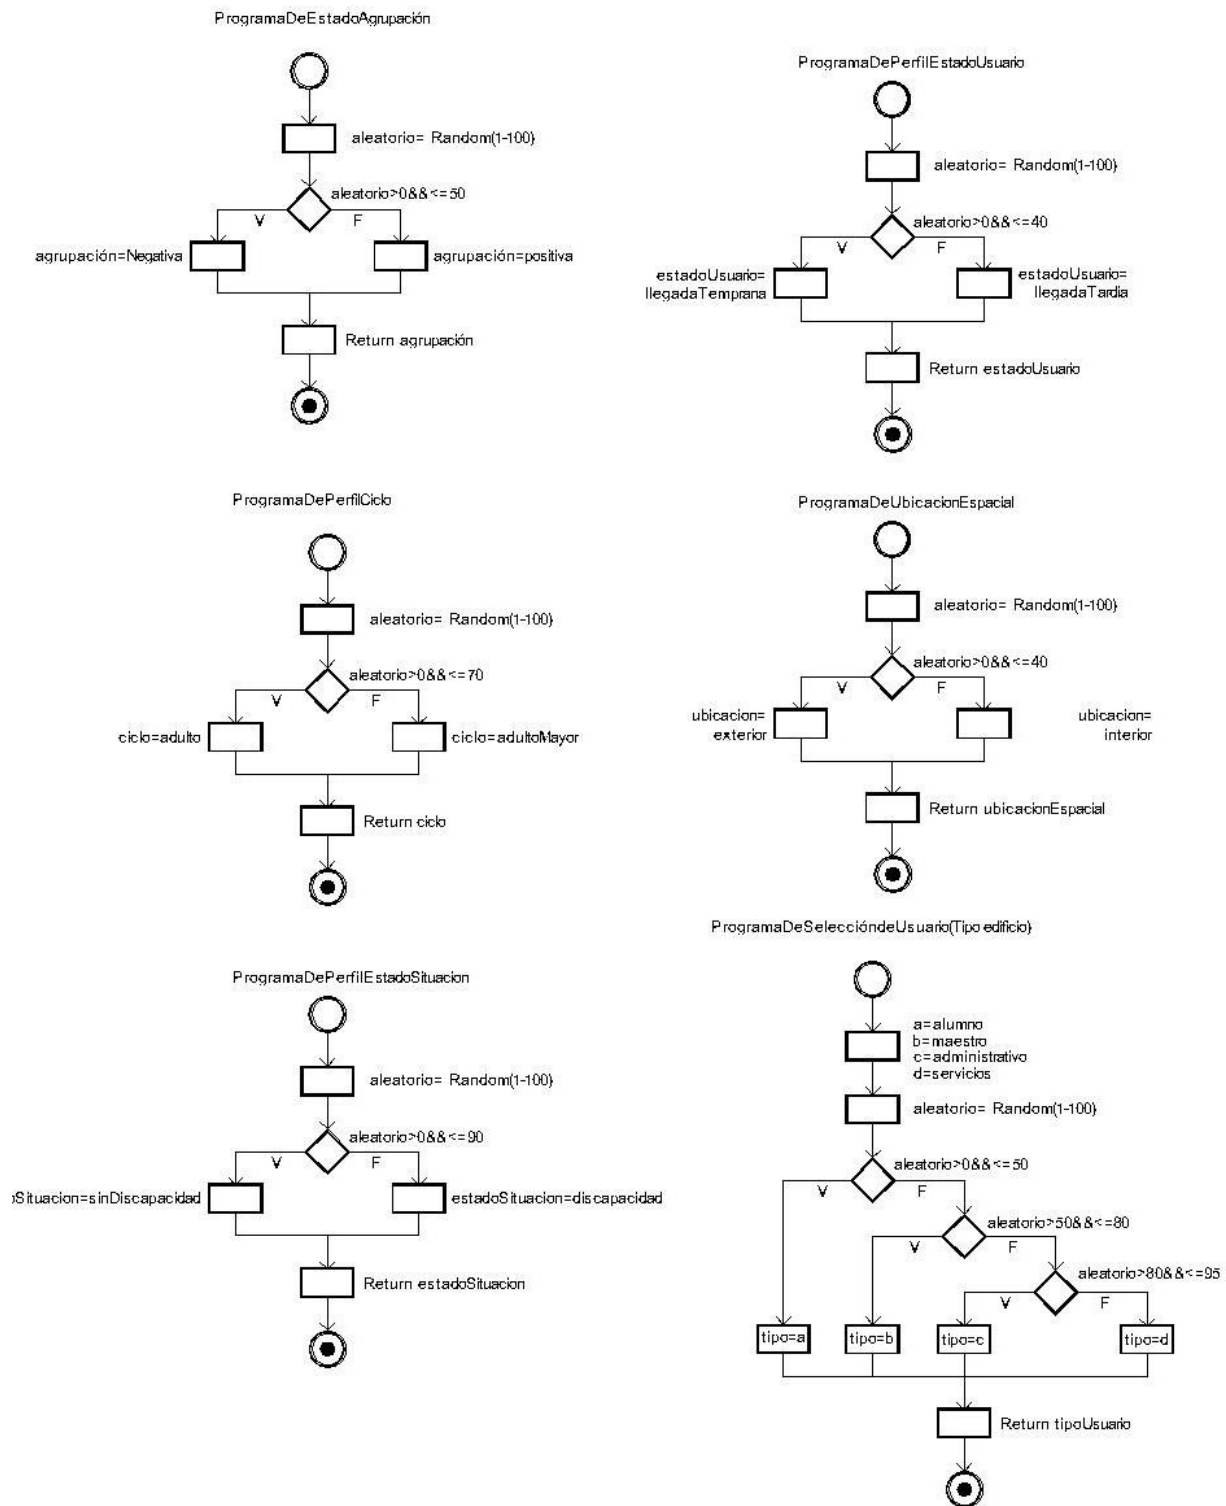 ProgramaDeEstadoAgrupación
aleatorio= Random(1-100)
aleatorio>0&&<=50
V
F
agrupación=Negativa
agrupación=positiva
Return agrupación
ProgramaDePerfilEstadoUsuario
aleatorio= Random(1-100)
aleatorio>0&&<=40
V
F
estadoUsuario=
llegadaTemprana
estadoUsuario=
llegadaTardia
Return estadoUsuario
ProgramaDePerfilCiclo
aleatorio= Random(1-100)
aleatorio>0&&<=70
V
F
ciclo=adulto
ciclo=adultoMayor
Return ciclo
ProgramaDeUbicacionEspacial
aleatorio= Random(1-100)
aleatorio>0&&<=40
V
F
ubicacion=
exterior
ubicacion=
interior
Return ubicacionEspacial
ProgramaDePerfilEstadoSituacion
aleatorio= Random(1-100)
aleatorio>0&&<=90
V
F
oSituacion=sinDiscapacidad
estadoSituacion=discapacidad
Return estadoSituacion
ProgramaDeSeleccióndeUsuario(Tipo edificio)
a=alumno
b=maestro
c=administrativo
d=servicios
aleatorio= Random(1-100)
aleatorio>0&&<=50
V
F
aleatorio>50&&<=80
V
F
aleatorio>80&&<=95
V
F
tipo=a
tipo=b
tipo=c
tipo=d
Return tipoUsuario